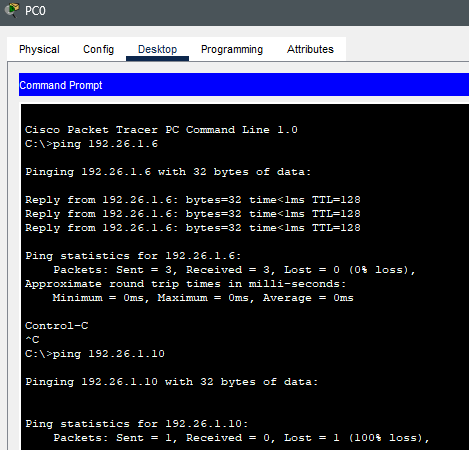 PC0
Physical Config Desktop Programming Attributes
Command Prompt
Cisco Packet Tracer PC Command Line 1.0
C:\>ping 192.26.1.6
Pinging 192.26.1.6 with 32 bytes of data:
Reply from 192.26.1.6: bytes=32 time<1ms TTL=128
Reply from 192.26.1.6: bytes=32 time<1ms TTL=128
Reply from 192.26.1.6: bytes=32 time<1ms TTL=128
Ping statistics for 192.26.1.6:
Packets: Sent = 3, Received = 3, Lost = 0 (0% loss),
Approximate round trip times in milli-seconds:
Minimum = 0ms, Maximum = 0ms, Average = 0ms
Control-C
^C
C:\>ping 192.26.1.10
Pinging 192.26.1.10 with 32 bytes of data:
Ping statistics for 192.26.1.10:
Packets: Sent = 1, Received = 0, Lost = 1 (100% loss),